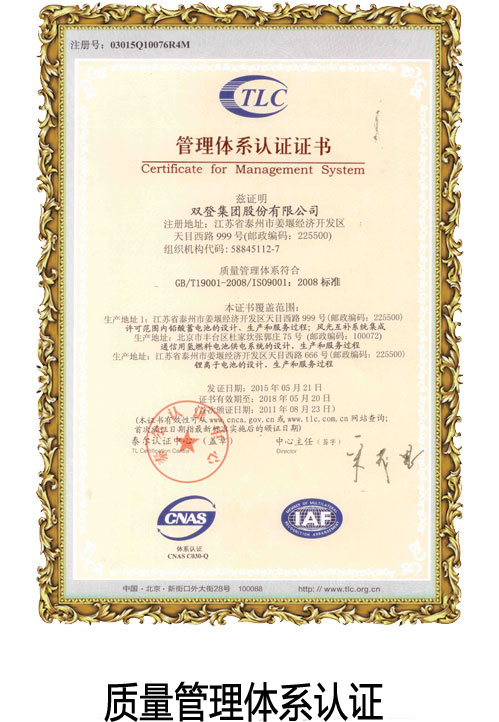 注册号: 03015Q10076R4M
TLC
管理体系认证证书
Certificate for Management System
兹证明
双登集团股份有限公司
注册地址: 江苏省泰州市姜堰经济开发区
天目西路 999 号(邮政编码: 225500)
组织机构代码: 58845112-7
质量管理体系符合
GB/T19001-2008/ISO9001: 2008 标准
本证书覆盖范围:
生产地址 1: 江苏省泰州市姜堰经济开发区天目西路 999 号(邮政编码: 225500)
许可范围内铅酸蓄电池的设计、生产和服务过程; 风光互补系统集成
生产地址: 北京市丰台区杜家坎张郭庄 75 号 (邮政编码: 100072)
通信用氢燃料电池供电系统的设计、生产和服务过程
生产地址: 江苏省泰州市姜堰经济开发区天目西路 666 号(邮政编码: 225500)
锂离子电池的设计、生产和服务过程
发证日期: 2015 年 05 月 21 日
证书有效期至: 2018 年 05 月 20 日
(首次颁证日期: 2011 年 08 月 23 日)
(本证书有效性可从 www.cnca.gov.cn 或 www.tlc.com.cn 网站查询;
首次颁证日期指最新标准实施后的颁证日期)
泰尔认证中心 (盖章) 中心主任 (签字)
TL Certification Center Director
CNAS
IAF
MEMBER OF MULTILATERAL
RECOGNITION ARRANGEMENT
体系认证
CNAS C030-Q
中国·北京·新街口外大街28号 100088 http://www.tlc.org.cn
质量管理体系认证